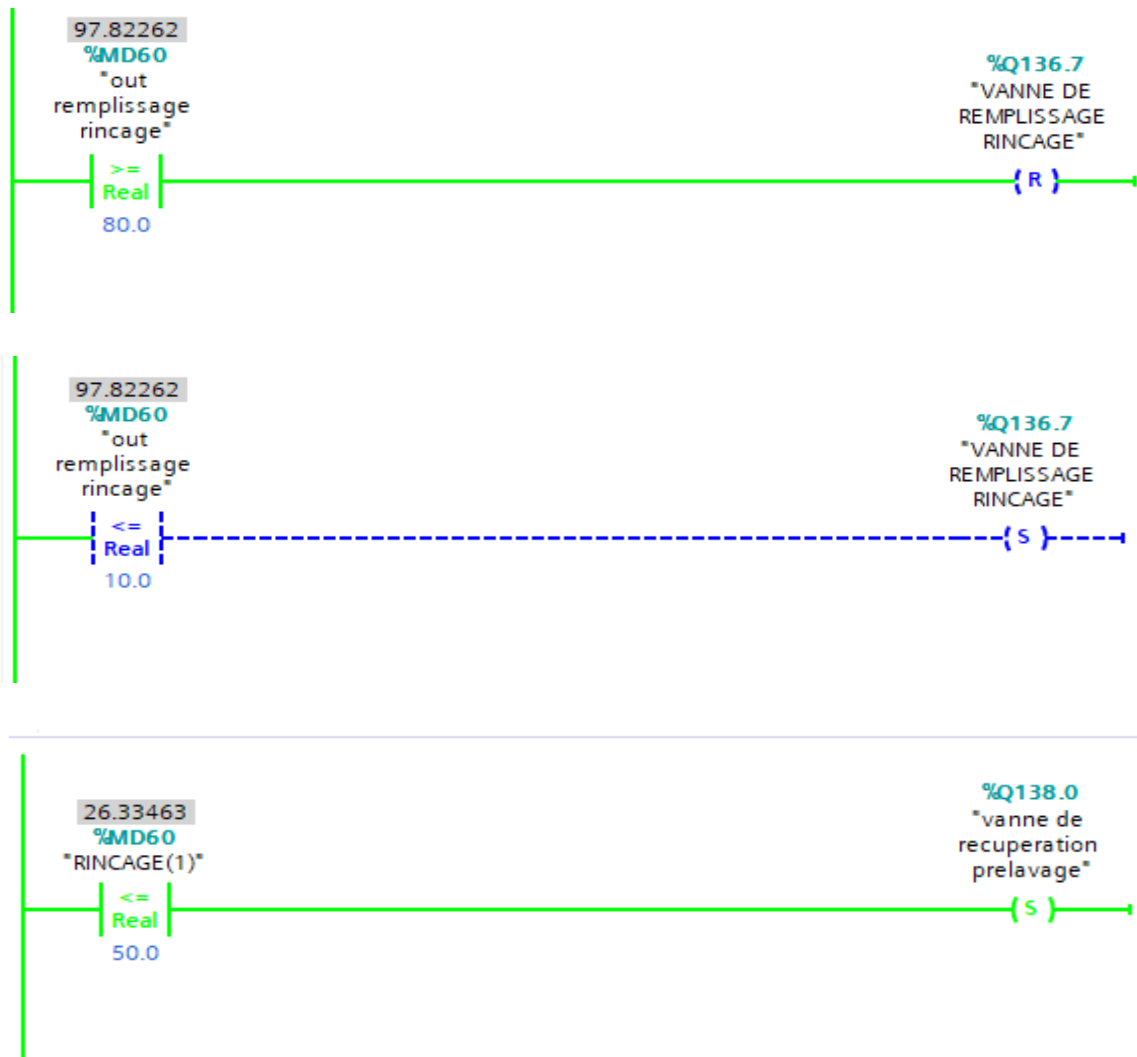 97.82262
%MD60
"out
remplissage
rincage"
>=
Real
80.0
%Q136.7
"VANNE DE
REMPLISSAGE
RINCAGE"
( R )
97.82262
%MD60
"out
remplissage
rincage"
<=
Real
10.0
%Q136.7
"VANNE DE
REMPLISSAGE
RINCAGE"
( S )
26.33463
%MD60
"RINCAGE(1)"
<=
Real
50.0
%Q138.0
"vanne de
recuperation
prelavage"
( S )